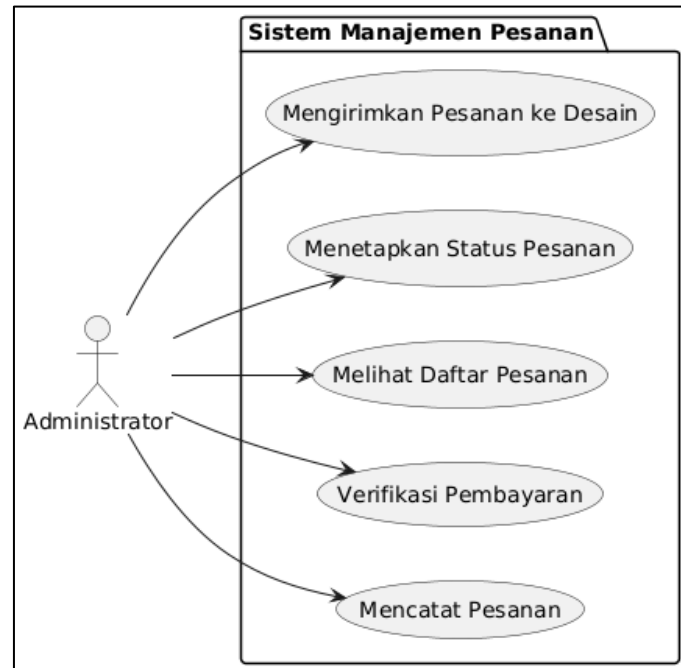 Sistem Manajemen Pesanan
Mengirimkan Pesanan ke Desain
Menetapkan Status Pesanan
Melihat Daftar Pesanan
Administrator
Verifikasi Pembayaran
Mencatat Pesanan